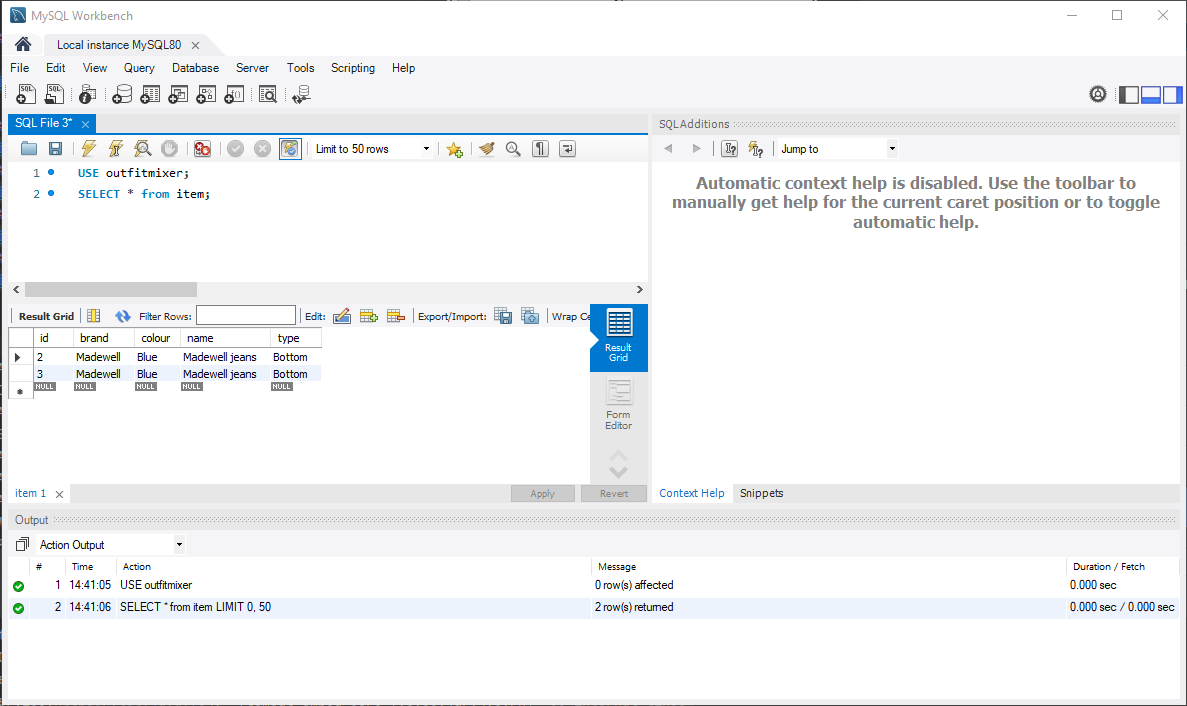 MySQL Workbench
Local instance MySQL80
File Edit View Query Database Server Tools Scripting Help
SQL File 3*
SQLAdditions
Limit to 50 rows
Jump to
1 USE outfitmixer;
2 SELECT * from item;
Automatic context help is disabled. Use the toolbar to
manually get help for the current caret position or to toggle
automatic help.
Result Grid Filter Rows: Edit: Export/Import: Wrap Ce
id brand colour name type
2 Madewell Blue Madewell jeans Bottom
3 Madewell Blue Madewell jeans Bottom
NULL NULL NULL NULL NULL
Result
Grid
Form
Editor
item 1
Apply Revert
Context Help Snippets
Output
Action Output
# Time Action Message Duration / Fetch
1 14:41:05 USE outfitmixer 0 row(s) affected 0.000 sec
2 14:41:06 SELECT * from item LIMIT 0, 50 2 row(s) returned 0.000 sec / 0.000 sec